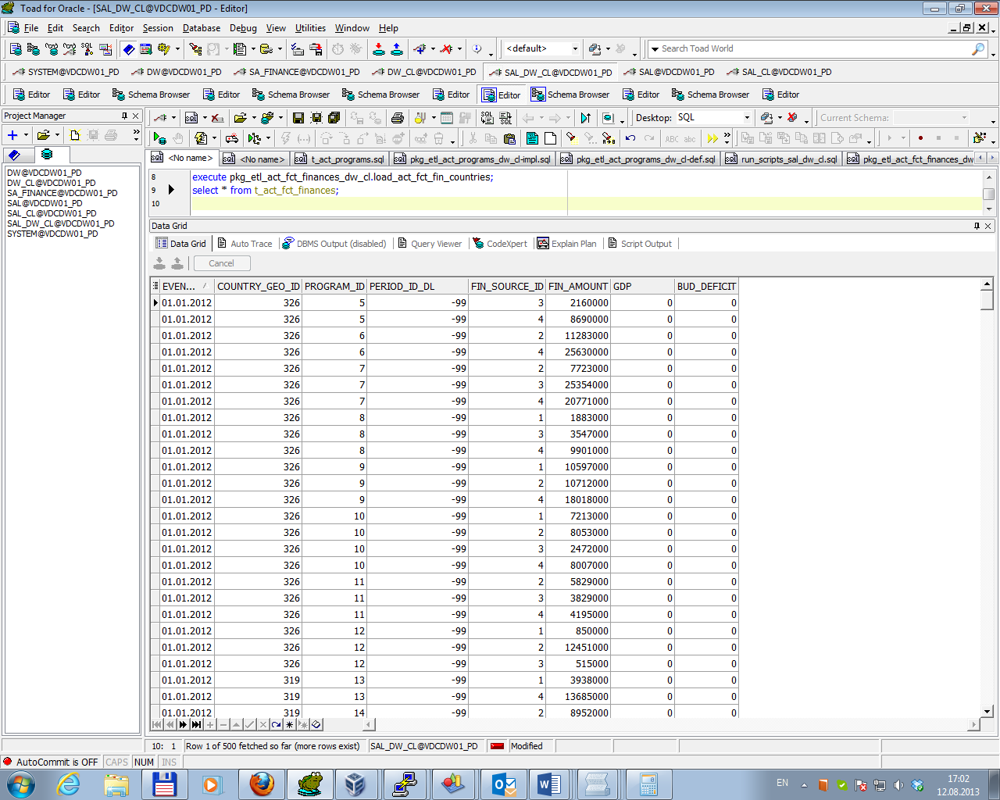 Toad for Oracle - [SAL_DW_CL@VDCDW01_PD - Editor]
File Edit Search Editor Session Database Debug View Utilities Window Help
<default> Search Toad World
SYSTEM@VDCDW01_PD DW@VDCDW01_PD SA_FINANCE@VDCDW01_PD DW_CL@VDCDW01_PD SAL_DW_CL@VDCDW01_PD SAL@VDCDW01_PD SAL_CL@VDCDW01_PD
Editor Editor Schema Browser Editor Schema Browser Schema Browser Editor Editor Schema Browser Editor Schema Browser Editor
Project Manager
Desktop: SQL Current Schema:
<No name> <No name> t_act_programs.sql pkg_etl_act_programs_dw_cl-impl.sql pkg_etl_act_programs_dw_cl-def.sql run_scripts_sal_dw_cl.sql pkg_etl_act_fct_finances_dw
DW@VDCDW01_PD
DW_CL@VDCDW01_PD
SA_FINANCE@VDCDW01_PD
SAL@VDCDW01_PD
SAL_CL@VDCDW01_PD
SAL_DW_CL@VDCDW01_PD
SYSTEM@VDCDW01_PD
8 execute pkg_etl_act_fct_finances_dw_cl.load_act_fct_fin_countries;
9 select * from t_act_fct_finances;
10
Data Grid
Data Grid Auto Trace DBMS Output (disabled) Query Viewer CodeXpert Explain Plan Script Output
Cancel
EVEN... COUNTRY_GEO_ID PROGRAM_ID PERIOD_ID_DL FIN_SOURCE_ID FIN_AMOUNT GDP BUD_DEFICIT
01.01.2012 326 5 -99 3 2160000 0 0
01.01.2012 326 5 -99 4 8690000 0 0
01.01.2012 326 6 -99 2 11283000 0 0
01.01.2012 326 6 -99 4 25630000 0 0
01.01.2012 326 7 -99 2 7723000 0 0
01.01.2012 326 7 -99 3 25354000 0 0
01.01.2012 326 7 -99 4 20771000 0 0
01.01.2012 326 8 -99 1 1883000 0 0
01.01.2012 326 8 -99 3 3547000 0 0
01.01.2012 326 8 -99 4 9901000 0 0
01.01.2012 326 9 -99 1 10597000 0 0
01.01.2012 326 9 -99 2 10712000 0 0
01.01.2012 326 9 -99 4 18018000 0 0
01.01.2012 326 10 -99 1 7213000 0 0
01.01.2012 326 10 -99 2 8053000 0 0
01.01.2012 326 10 -99 3 2472000 0 0
01.01.2012 326 10 -99 4 8007000 0 0
01.01.2012 326 11 -99 2 5829000 0 0
01.01.2012 326 11 -99 3 3829000 0 0
01.01.2012 326 11 -99 4 4195000 0 0
01.01.2012 326 12 -99 1 850000 0 0
01.01.2012 326 12 -99 2 12451000 0 0
01.01.2012 326 12 -99 3 515000 0 0
01.01.2012 319 13 -99 1 3938000 0 0
01.01.2012 319 13 -99 4 13685000 0 0
01.01.2012 319 14 -99 2 8952000 0 0
10: 1 Row 1 of 500 fetched so far (more rows exist) SAL_DW_CL@VDCDW01_PD Modified
AutoCommit is OFF CAPS NUM INS
EN 17:02
12.08.2013